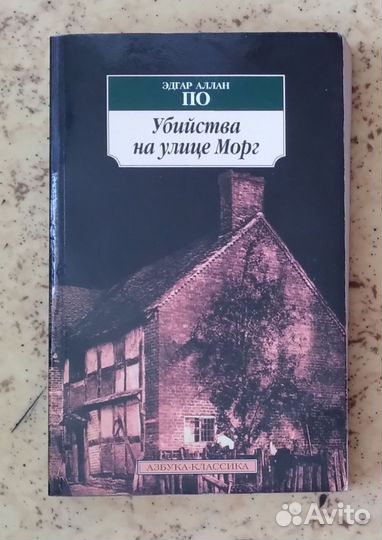 ЭДГАР АЛЛАН
ПО
Убийства
на улице Морг
АЗБУКА-КЛАССИКА
Avito